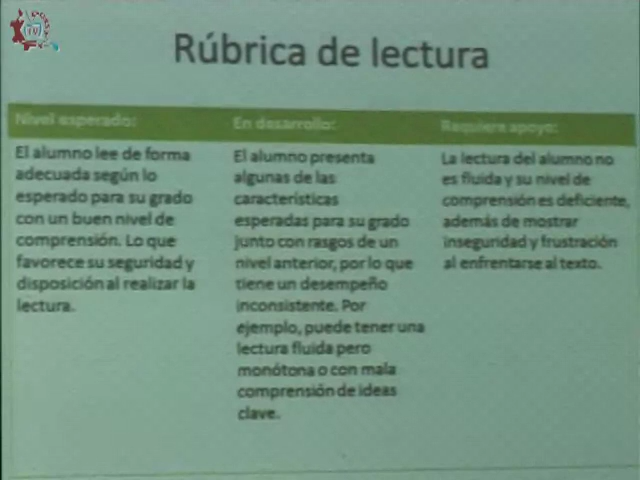 Rúbrica de lectura
Nivel esperado:
El alumno lee de forma
adecuada según lo
esperado para su grado
con un buen nivel de
comprensión. Lo que
favorece su seguridad y
disposición al realizar la
lectura.
En desarrollo:
El alumno presenta
algunas de las
características
esperadas para su grado
junto con rasgos de un
nivel anterior, por lo que
tiene un desempeño
inconsistente. Por
ejemplo, puede tener una
lectura fluida pero
monótona o con mala
comprensión de ideas
clave.
Requiere apoyo:
La lectura del alumno no
es fluida y su nivel de
comprensión es deficiente,
además de mostrar
inseguridad y frustración
al enfrentarse al texto.